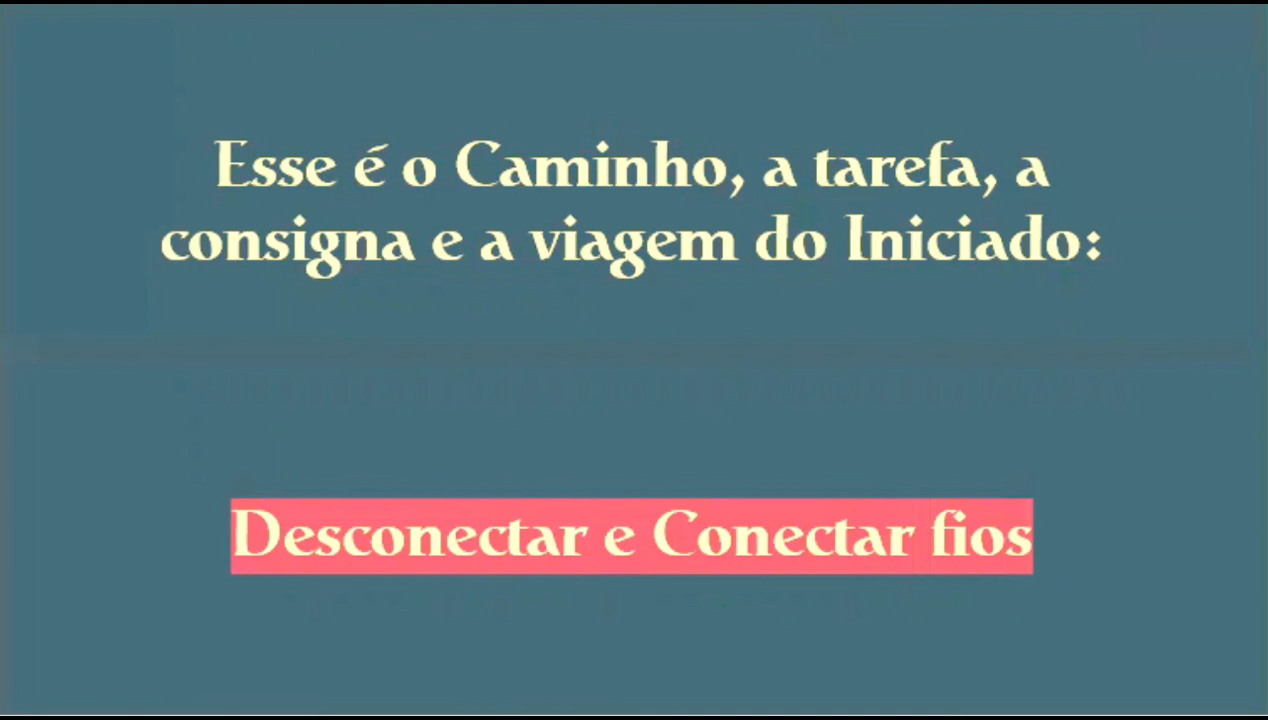 Esse é o Caminho, a tarefa, a
consigna e a viagem do Iniciado:
Desconectar e Conectar fios